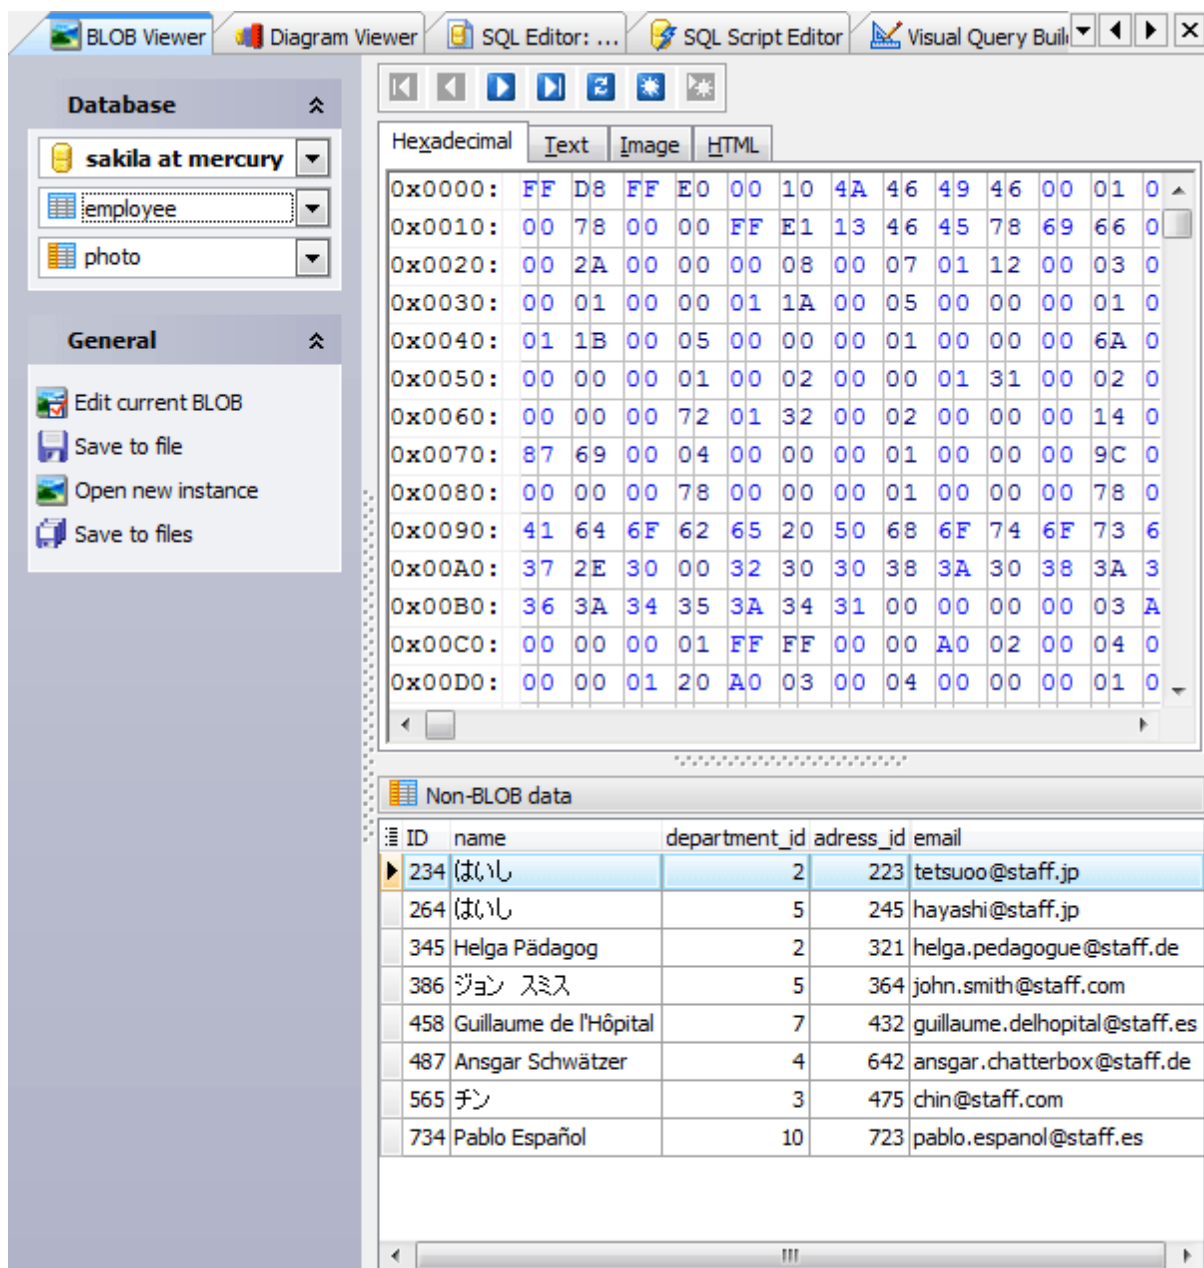 BLOB Viewer Diagram Viewer SQL Editor: ... SQL Script Editor Visual Query Buil
Database
sakila at mercury
employee
photo
General
Edit current BLOB
Save to file
Open new instance
Save to files
Hexadecimal Text Image HTML
0x0000: FF D8 FF E0 00 10 4A 46 49 46 00 01 0
0x0010: 00 78 00 00 FF E1 13 46 45 78 69 66 0
0x0020: 00 2A 00 00 00 08 00 07 01 12 00 03 0
0x0030: 00 01 00 00 01 1A 00 05 00 00 00 01 0
0x0040: 01 1B 00 05 00 00 00 01 00 00 00 6A 0
0x0050: 00 00 00 01 00 02 00 00 01 31 00 02 0
0x0060: 00 00 00 72 01 32 00 02 00 00 00 14 0
0x0070: 87 69 00 04 00 00 00 01 00 00 00 9C 0
0x0080: 00 00 00 78 00 00 00 01 00 00 00 78 0
0x0090: 41 64 6F 62 65 20 50 68 6F 74 6F 73 6
0x00A0: 37 2E 30 00 32 30 30 38 3A 30 38 3A 3
0x00B0: 36 3A 34 35 3A 34 31 00 00 00 00 03 A
0x00C0: 00 00 00 01 FF FF 00 00 A0 02 00 04 0
0x00D0: 00 00 01 20 A0 03 00 04 00 00 00 01 0
Non-BLOB data
ID name department_id adress_id email
234 はいし 2 223 tetsuoo@staff.jp
264 はいし 5 245 hayashi@staff.jp
345 Helga Pädagog 2 321 helga.pedagogue@staff.de
386 ジョン スミス 5 364 john.smith@staff.com
458 Guillaume de l'Hôpital 7 432 guillaume.delhopital@staff.es
487 Ansgar Schwätzer 4 642 ansgar.chatterbox@staff.de
565 チン 3 475 chin@staff.com
734 Pablo Español 10 723 pablo.espanol@staff.es